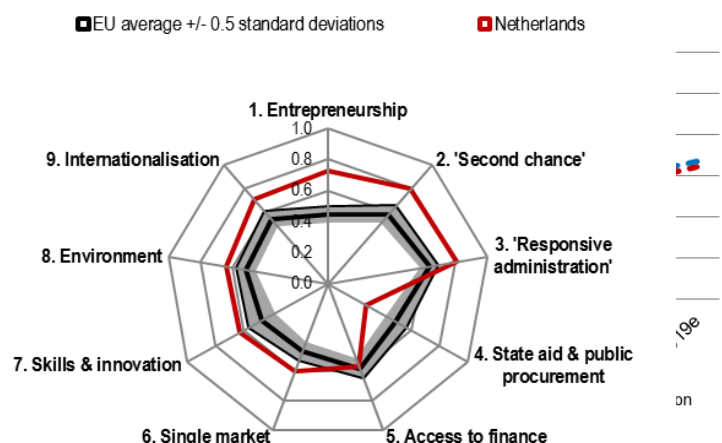 EU average +/- 0.5 standard deviations
Netherlands
1. Entrepreneurship
1.0
9. Internationalisation
0.8
2. 'Second chance'
0.6
0.4
8. Environment
0.2
3. 'Responsive
administration'
0.0
19e
7. Skills & innovation
4. State aid & public
procurement
on
6. Single market
5. Access to finance